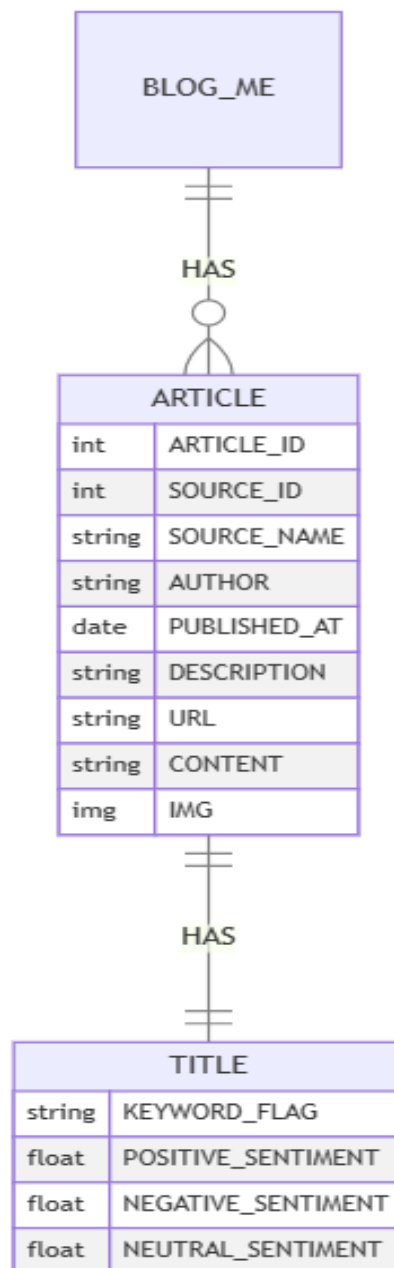 BLOG_ME
HAS
ARTICLE
int ARTICLE_ID
int SOURCE_ID
string SOURCE_NAME
string AUTHOR
date PUBLISHED_AT
string DESCRIPTION
string URL
string CONTENT
img IMG
HAS
TITLE
string KEYWORD_FLAG
float POSITIVE_SENTIMENT
float NEGATIVE_SENTIMENT
float NEUTRAL_SENTIMENT